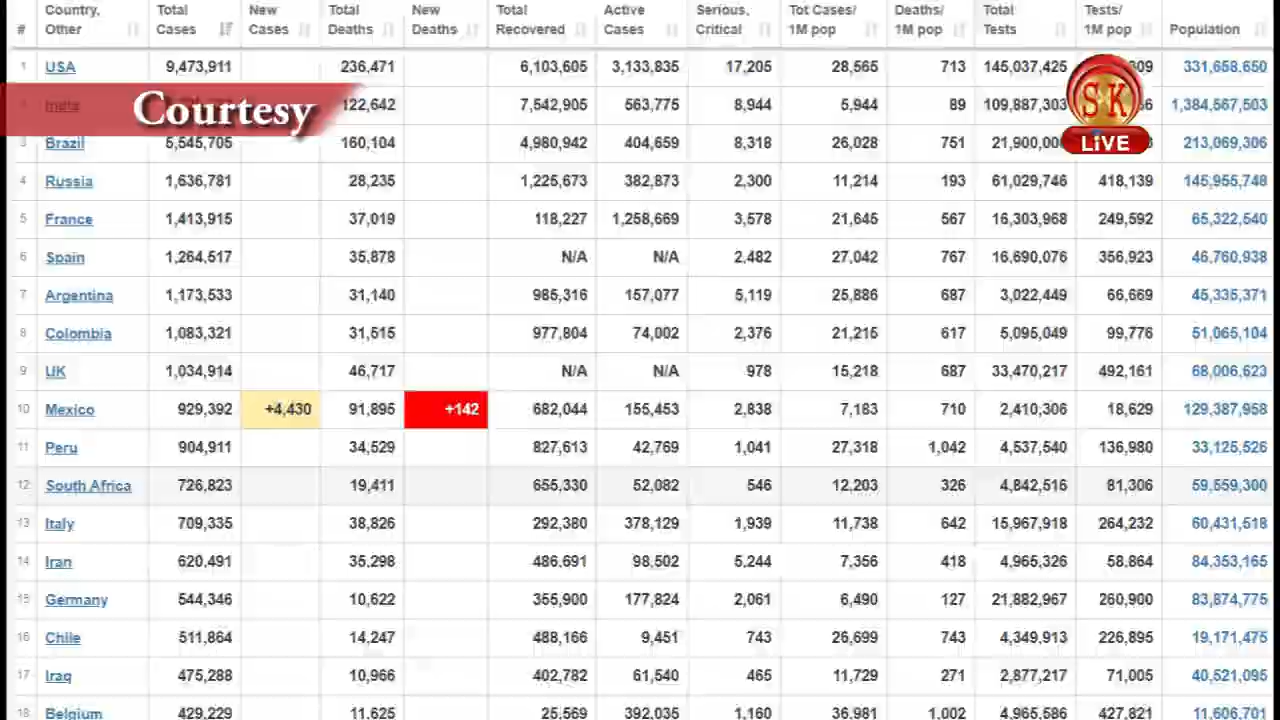 # Country, Other Total Cases New Cases Total Deaths New Deaths Total Recovered Active Cases Serious, Critical Tot Cases/ 1M pop Deaths/ 1M pop Total Tests Tests/ 1M pop Population
1 USA 9,473,911 236,471 6,103,605 3,133,835 17,205 28,565 713 145,037,425 331,658,650
India 122,642 7,542,905 563,775 8,944 5,944 89 109,887,303 1,384,567,503
Courtesy
SK
LiVE
3 Brazil 5,545,705 160,104 4,980,942 404,659 8,318 26,028 751 213,069,306
4 Russia 1,636,781 28,235 1,225,673 382,873 2,300 11,214 193 61,029,746 418,139 145,955,748
5 France 1,413,915 37,019 118,227 1,258,669 3,578 21,645 567 16,303,968 249,592 65,322,540
6 Spain 1,264,517 35,878 N/A N/A 2,482 27,042 767 16,690,076 356,923 46,760,938
7 Argentina 1,173,533 31,140 985,316 157,077 5,119 25,886 687 3,022,449 66,669 45,335,371
8 Colombia 1,083,321 31,515 977,804 74,002 2,376 21,215 617 5,095,049 99,776 51,065,104
9 UK 1,034,914 46,717 N/A N/A 978 15,218 687 33,470,217 492,161 68,006,623
10 Mexico 929,392 +4,430 91,895 +142 682,044 155,453 2,838 7,183 710 2,410,306 18,629 129,387,958
11 Peru 904,911 34,529 827,613 42,769 1,041 27,318 1,042 4,537,540 136,980 33,125,526
12 South Africa 726,823 19,411 655,330 52,082 546 12,203 326 4,842,516 81,306 59,559,300
13 Italy 709,335 38,826 292,380 378,129 1,939 11,738 642 15,967,918 264,232 60,431,518
14 Iran 620,491 35,298 486,691 98,502 5,244 7,356 418 4,965,326 58,864 84,353,165
15 Germany 544,346 10,622 355,900 177,824 2,061 6,490 127 21,882,967 260,900 83,874,775
16 Chile 511,864 14,247 488,166 9,451 743 26,699 743 4,349,913 226,895 19,171,475
17 Iraq 475,288 10,966 402,782 61,540 465 11,729 271 2,877,217 71,005 40,521,095
18 Belgium 429,229 11,625 25,569 392,035 1,160 36,981 1,002 4,965,586 427,821 11,606,701